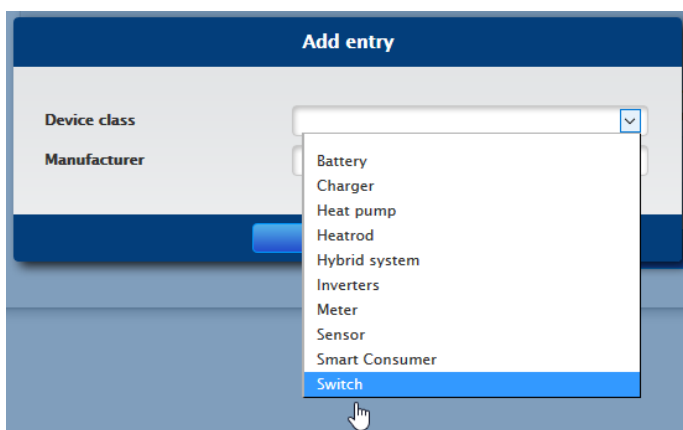 Add entry
Device class
Manufacturer
Battery
Charger
Heat pump
Heatrod
Hybrid system
Inverters
Meter
Sensor
Smart Consumer
Switch